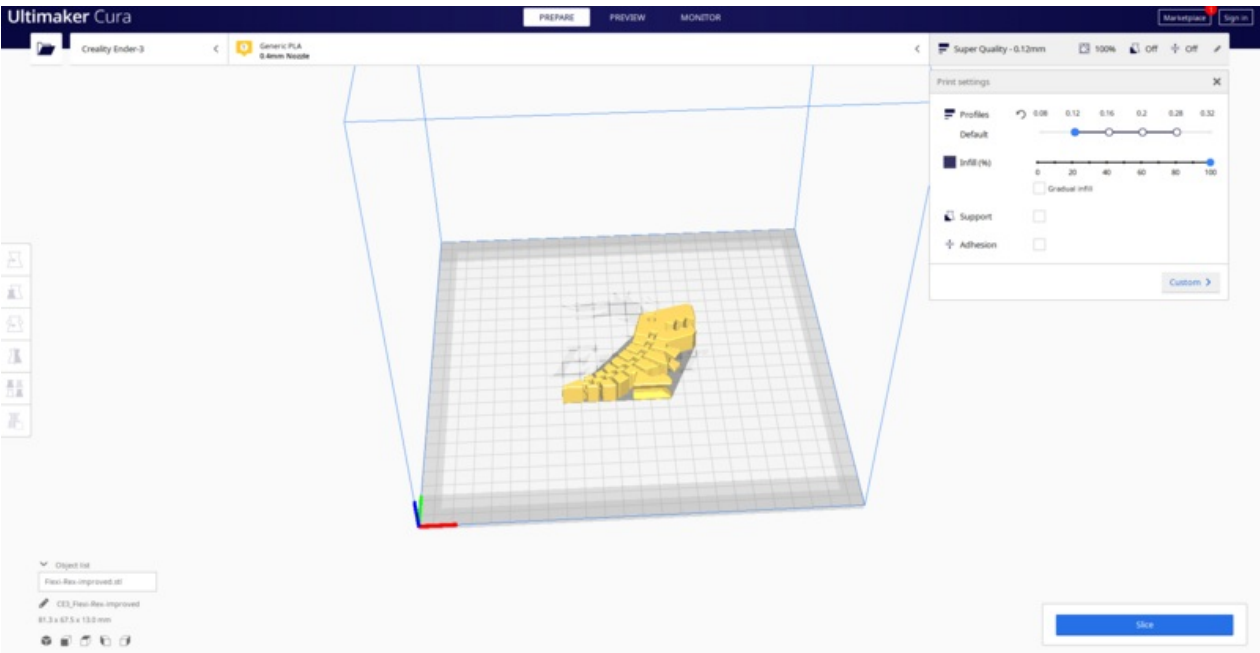 Ultimaker Cura
PREPARE PREVIEW MONITOR
Marketplace Sign in
Creality Ender-3
Generic PLA
0.4mm Nozzle
Super Quality - 0.12mm 100% Off Off
Print settings
Profiles 0.08 0.12 0.16 0.2 0.28 0.32
Default
Infill (%)
0 20 40 60 80 100
Gradual infill
Support
Adhesion
Custom
Object list
Flexi-Rex-improved.stl
CE3_Flexi-Rex-improved
81.3 x 67.5 x 13.0 mm
Slice